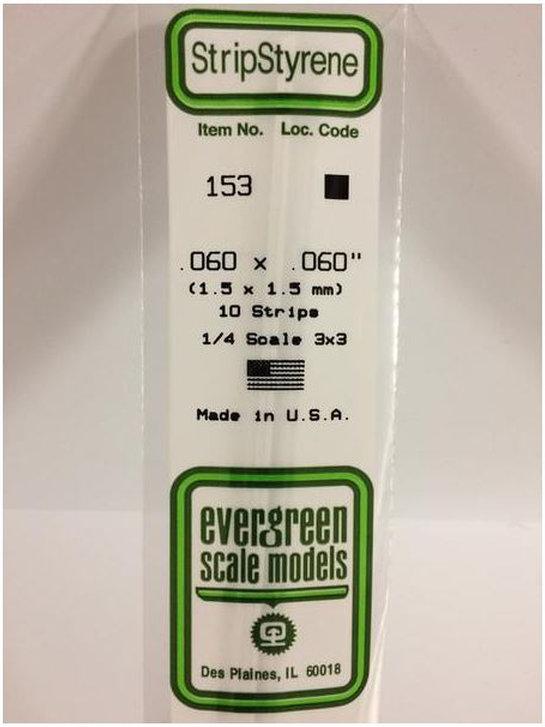 StripStyrene
Item No. Loc. Code
153
.060 x .060"
(1.5 x 1.5 mm)
10 Strips
1/4 Scale 3x3
Made in U.S.A.
evergreen
scale models
Des Plaines, IL 60018